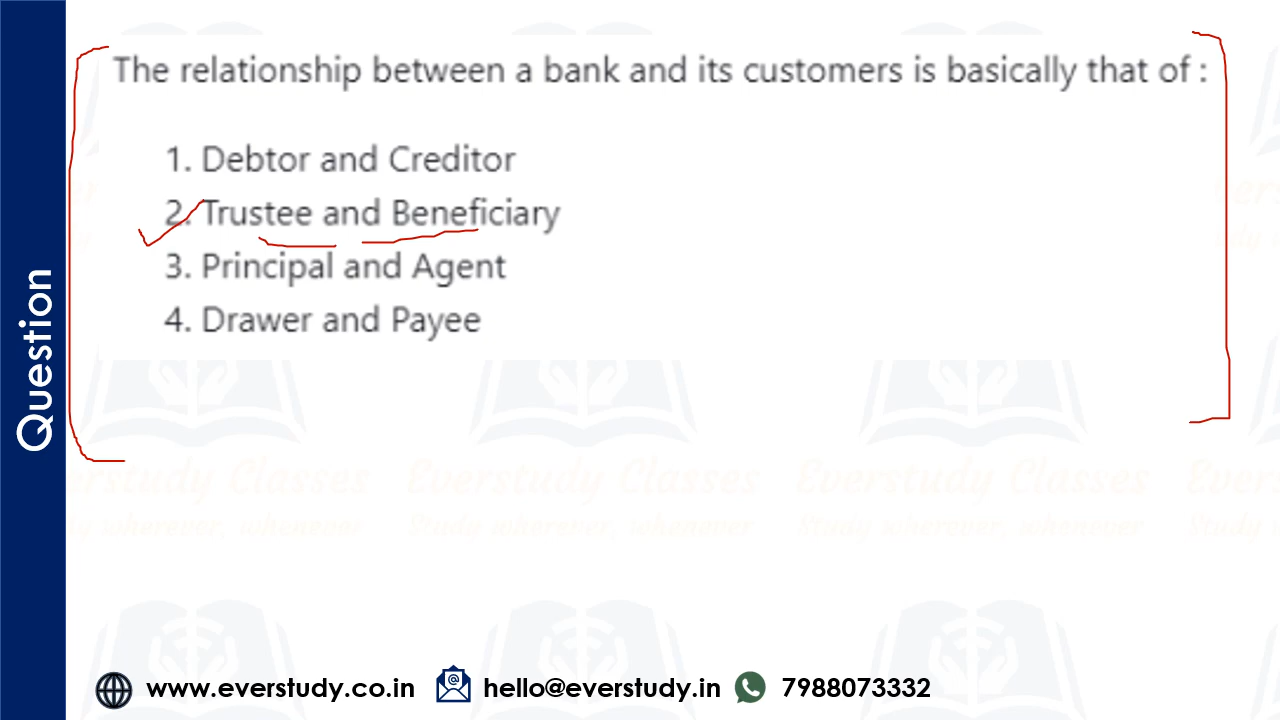 Question
The relationship between a bank and its customers is basically that of :
1. Debtor and Creditor
2. Trustee and Beneficiary
3. Principal and Agent
4. Drawer and Payee
Everstudy Classes Everstudy Classes
Study wherever, whenever Study wherever, whenever
www.everstudy.co.in hello@everstudy.in 7988073332